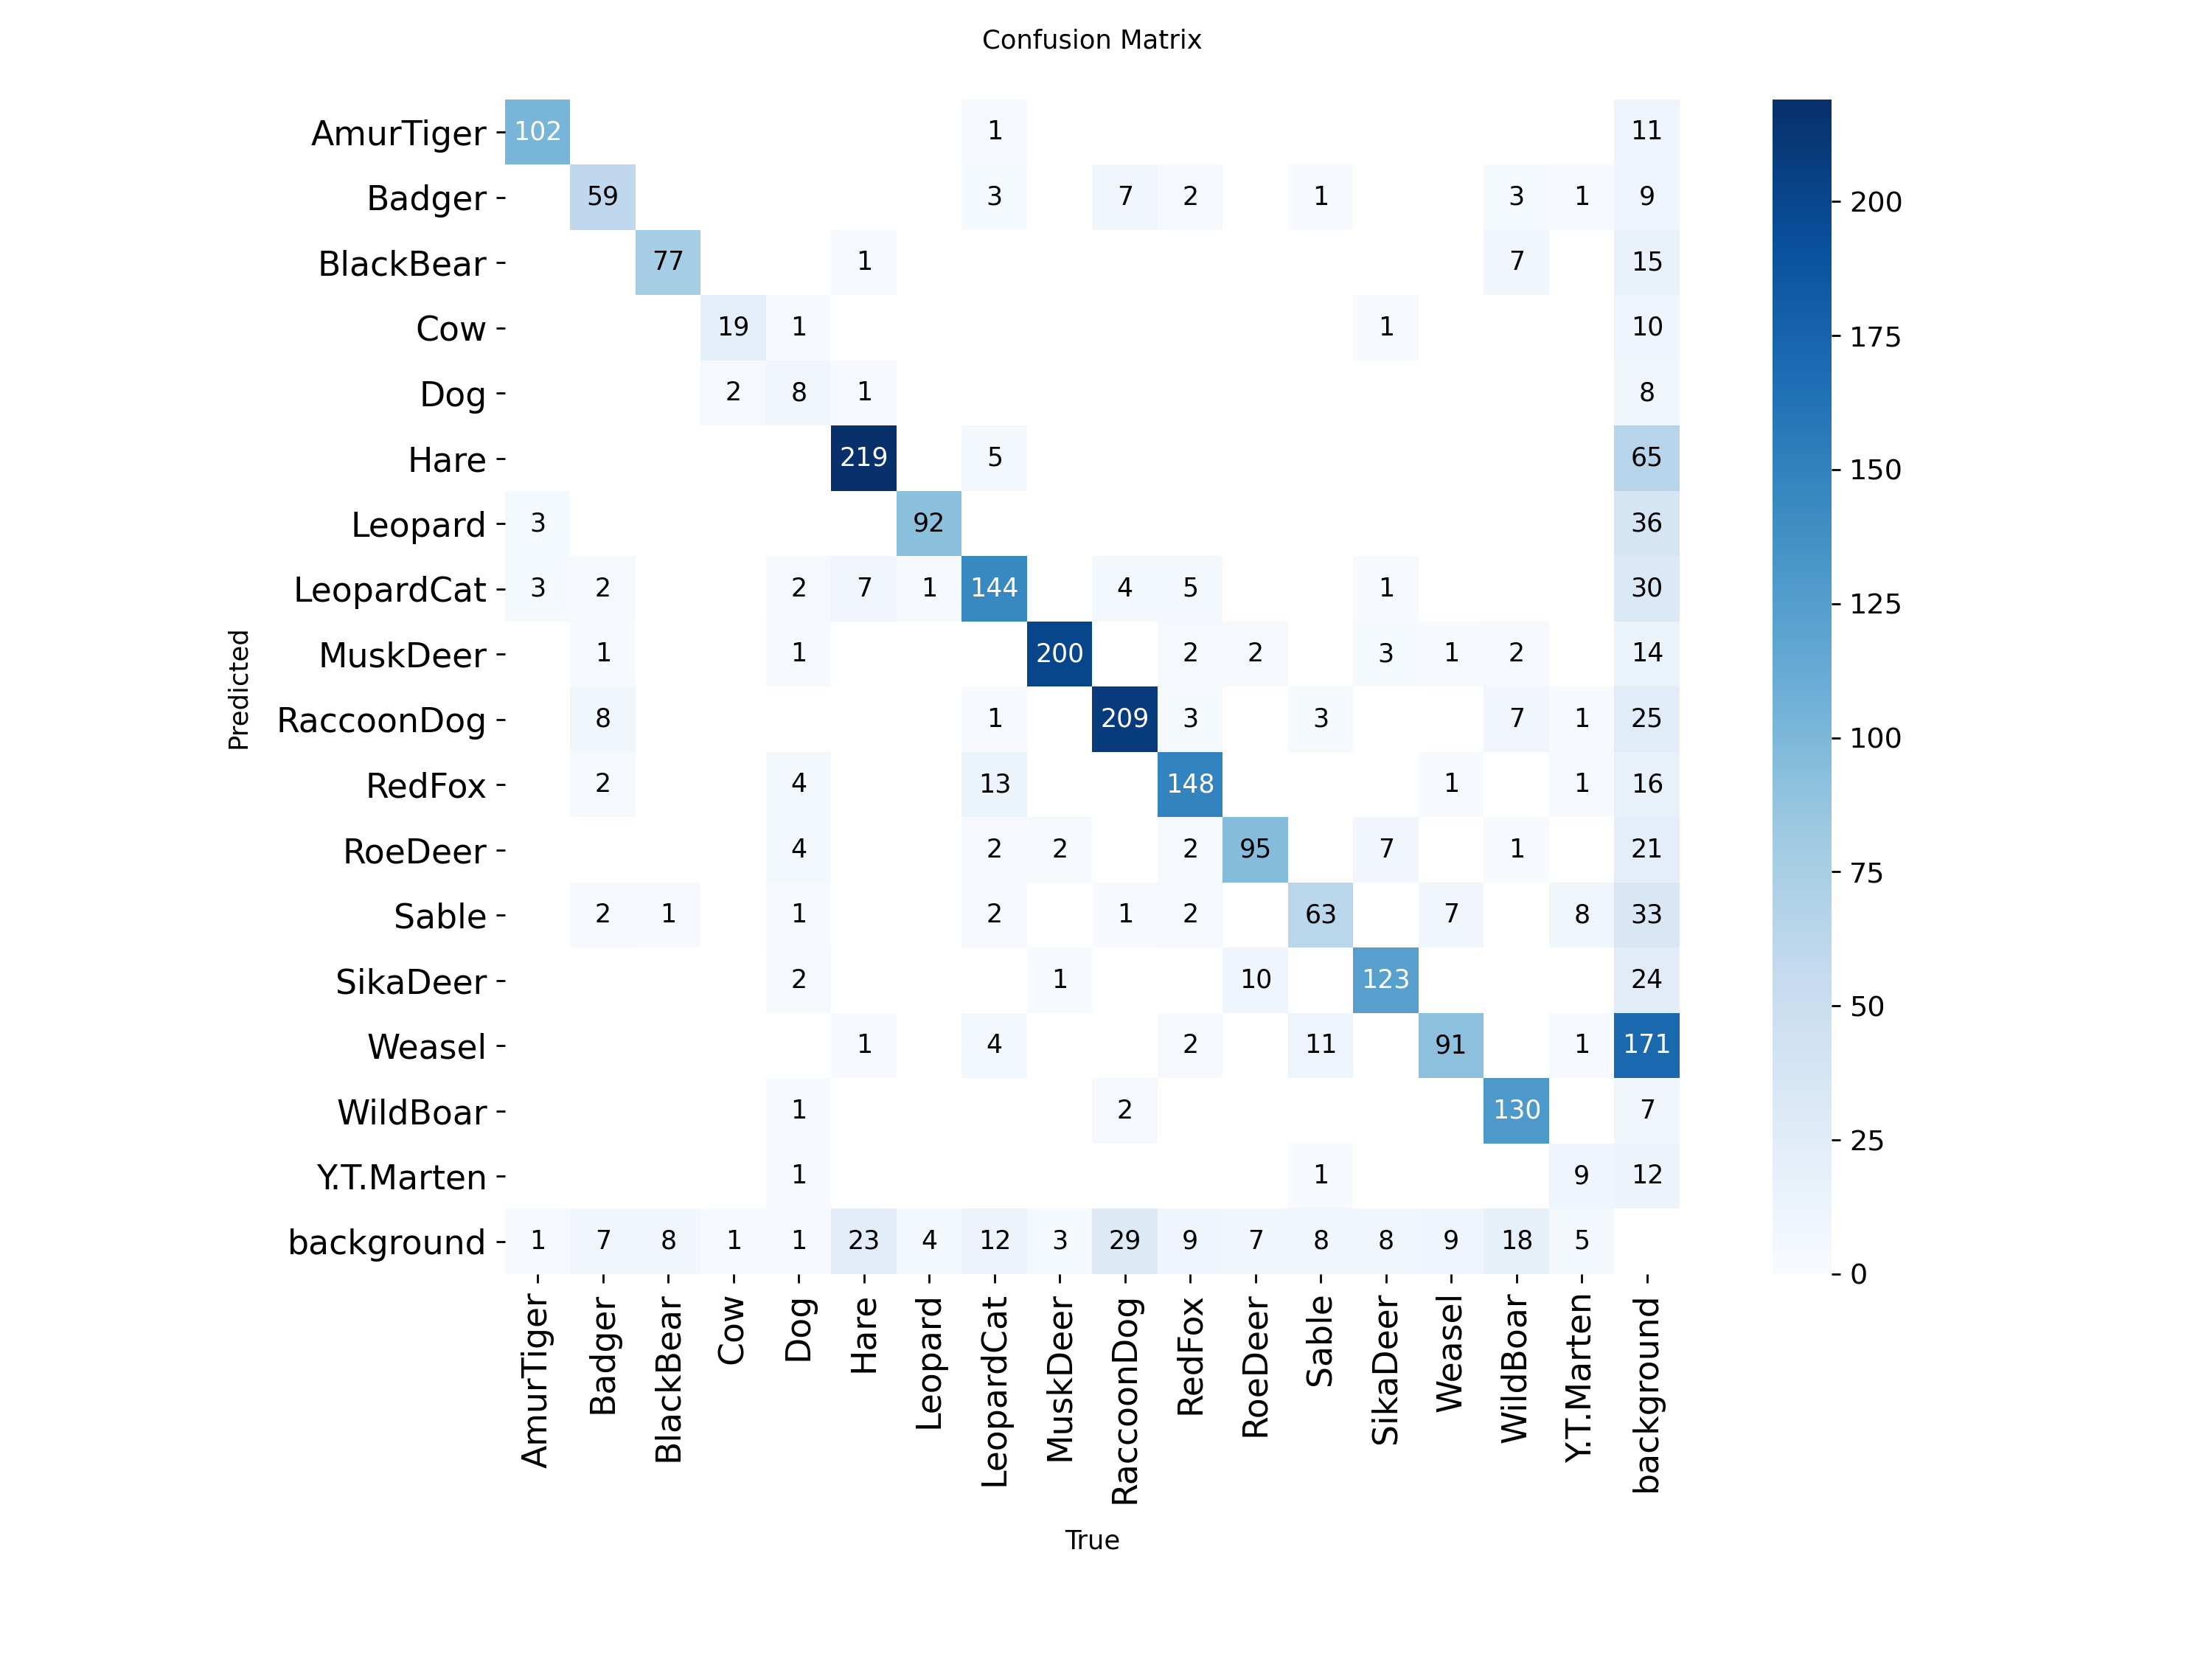 Confusion Matrix
AmurTiger 102 1 11
Badger 59 3 7 2 1 3 1 9
BlackBear 77 1 7 15
Cow 19 1 1 10
Dog 2 8 1 8
Hare 219 5 65
Leopard 3 92 36
LeopardCat 3 2 2 7 1 144 4 5 1 30
MuskDeer 1 1 200 2 2 3 1 2 14
RaccoonDog 8 1 209 3 3 7 1 25
RedFox 2 4 13 148 1 1 16
RoeDeer 4 2 2 2 95 7 1 21
Sable 2 1 1 2 1 2 63 7 8 33
SikaDeer 2 1 10 123 24
Weasel 1 4 2 11 91 1 171
WildBoar 1 2 130 7
Y.T.Marten 1 1 9 12
background 1 7 8 1 1 23 4 12 3 29 9 7 8 8 9 18 5
AmurTiger Badger BlackBear Cow Dog Hare Leopard LeopardCat MuskDeer RaccoonDog RedFox RoeDeer Sable SikaDeer Weasel WildBoar Y.T.Marten background
True
Predicted
200
175
150
125
100
75
50
25
0